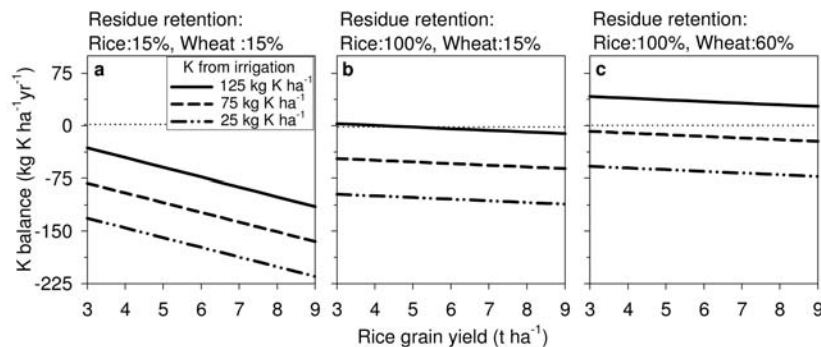 Residue retention:
Rice:15%, Wheat :15%
Residue retention:
Rice:100%, Wheat:15%
Residue retention:
Rice:100%, Wheat:60%
K balance (kg K ha⁻¹yr⁻¹)
75
0
-75
-150
-225
a
K from irrigation
125 kg K ha⁻¹
75 kg K ha⁻¹
25 kg K ha⁻¹
b
c
3 4 5 6 7 8 9
3 4 5 6 7 8 9
3 4 5 6 7 8 9
Rice grain yield (t ha⁻¹)